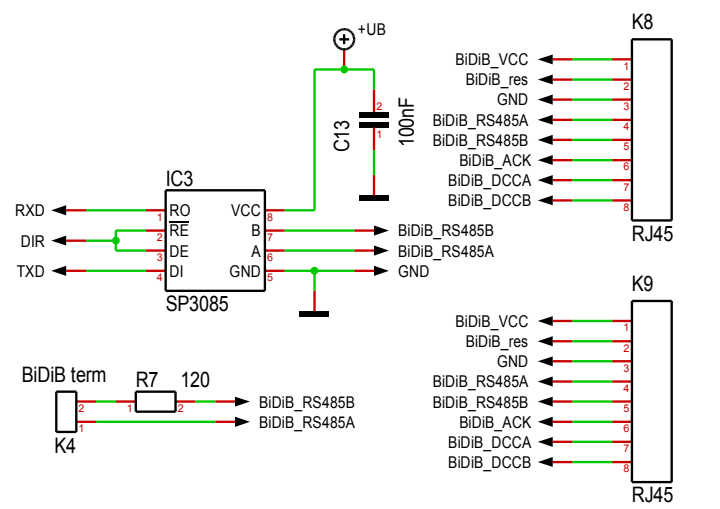 +UB
2
1
C13
100nF
IC3
RXD
DIR
TXD
1
2
3
4
RO
RE
DE
DI
VCC
B
A
GND
8
7
6
5
BiDiB_RS485B
BiDiB_RS485A
GND
SP3085
BiDiB term
R7 120
2
1
1
2
BiDiB_RS485B
BiDiB_RS485A
K4
K8
BiDiB_VCC 1
BiDiB_res 2
GND 3
BiDiB_RS485A 4
BiDiB_RS485B 5
BiDiB_ACK 6
BiDiB_DCCA 7
BiDiB_DCCB 8
RJ45
K9
BiDiB_VCC 1
BiDiB_res 2
GND 3
BiDiB_RS485A 4
BiDiB_RS485B 5
BiDiB_ACK 6
BiDiB_DCCA 7
BiDiB_DCCB 8
RJ45